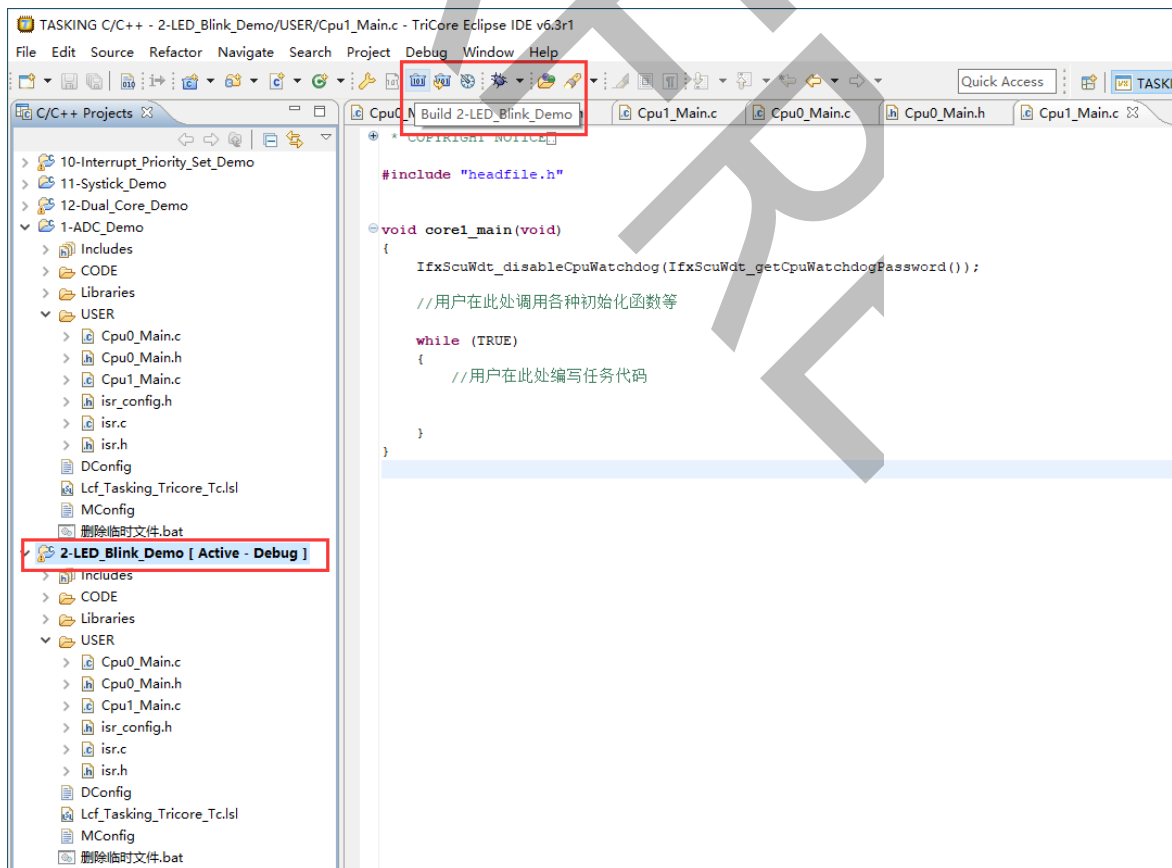 TASKING C/C++ - 2-LED_Blink_Demo/USER/Cpu1_Main.c - TriCore Eclipse IDE v6.3r1
File Edit Source Refactor Navigate Search Project Debug Window Help
Quick Access
TASKI
C/C++ Projects
Cpu1_Main.c
Cpu0_Main.c
Cpu0_Main.h
Cpu1_Main.c
Build 2-LED_Blink_Demo
10-Interrupt_Priority_Set_Demo
11-Systick_Demo
12-Dual_Core_Demo
1-ADC_Demo
Includes
CODE
Libraries
USER
Cpu0_Main.c
Cpu0_Main.h
Cpu1_Main.c
isr_config.h
isr.c
isr.h
DConfig
Lcf_Tasking_Tricore_Tc.lsl
MConfig
删除临时文件.bat
2-LED_Blink_Demo [ Active - Debug ]
Includes
CODE
Libraries
USER
Cpu0_Main.c
Cpu0_Main.h
Cpu1_Main.c
isr_config.h
isr.c
isr.h
DConfig
Lcf_Tasking_Tricore_Tc.lsl
MConfig
删除临时文件.bat
* COPYRIGHT NOTICE
#include "headfile.h"
void core1_main(void)
{
IfxScuWdt_disableCpuWatchdog(IfxScuWdt_getCpuWatchdogPassword());
//用户在此处调用各种初始化函数等
while (TRUE)
{
//用户在此处编写任务代码
}
}